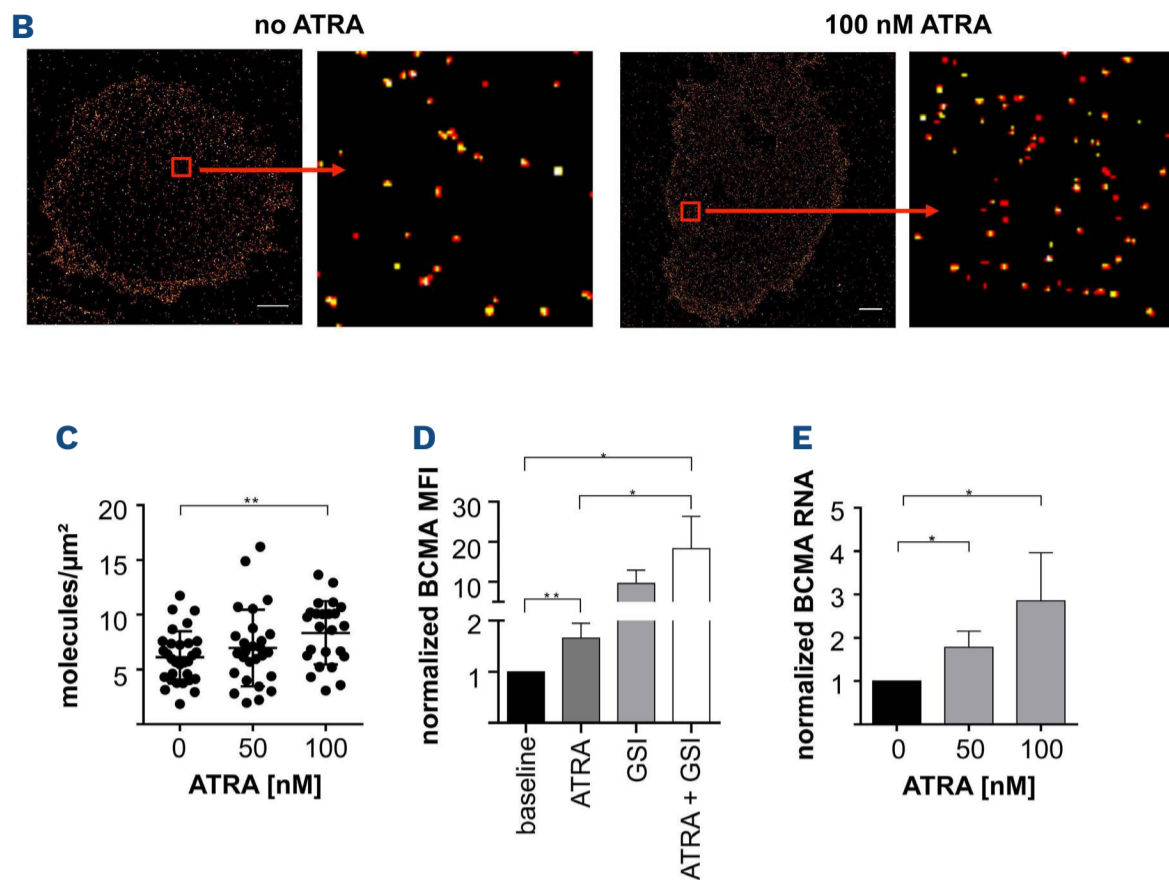 B
no ATRA
100 nM ATRA
C
molecules/µm²
20
15
10
5
**
0
50
100
ATRA [nM]
D
normalized BCMA MFI
30
20
10
2
1
*
*
**
baseline
ATRA
GSI
ATRA + GSI
E
normalized BCMA RNA
5
4
3
2
1
*
*
0
50
100
ATRA [nM]